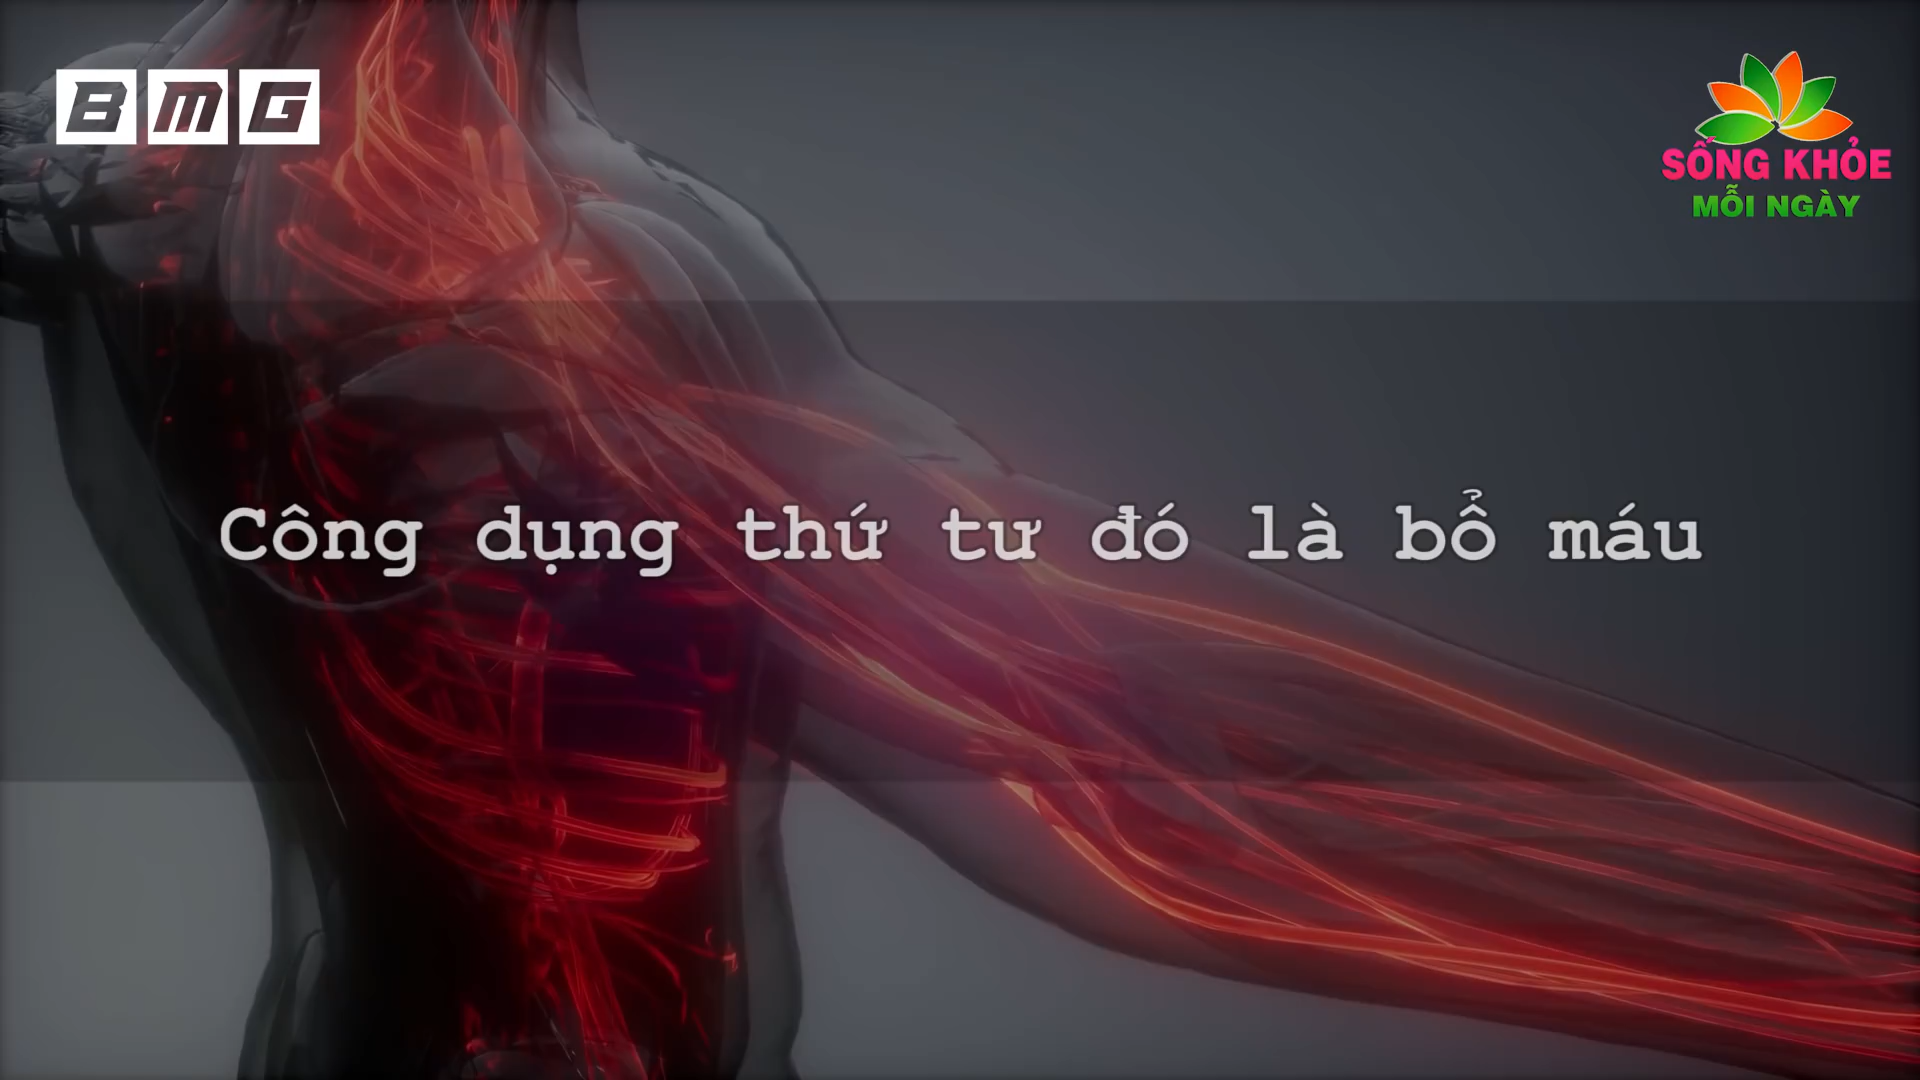 BMG
SỐNG KHỎE
MỖI NGÀY
Công dụng thứ tư đó là bổ máu